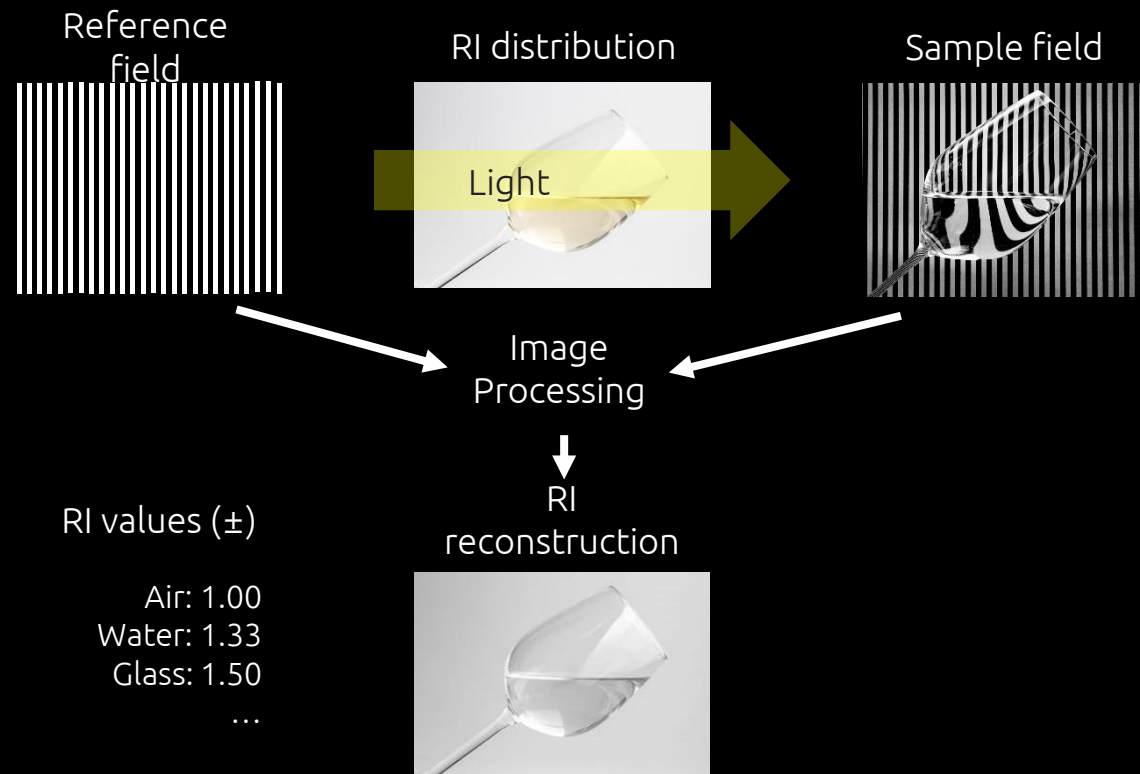 Reference
field
RI distribution
Sample field
Light
Image
Processing
RI
reconstruction
RI values (±)
Air: 1.00
Water: 1.33
Glass: 1.50
…